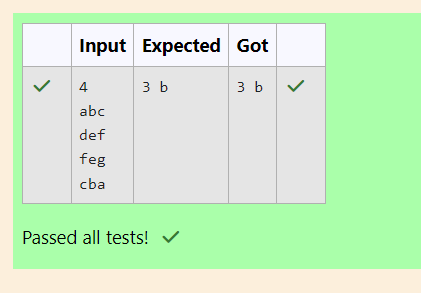 Input Expected Got
4 3 b 3 b
abc
def
feg
cba
Passed all tests!